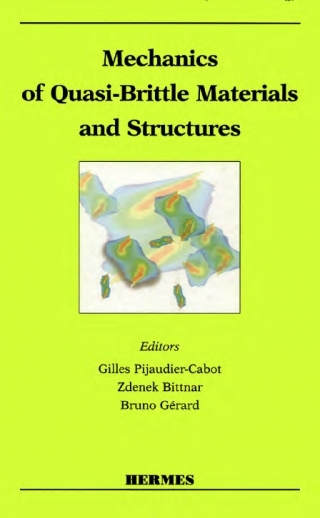 Mechanics
of Quasi-Brittle Materials
and Structures
Editors
Gilles Pijaudier-Cabot
Zdenek Bittnar
Bruno Gérard
HERMES